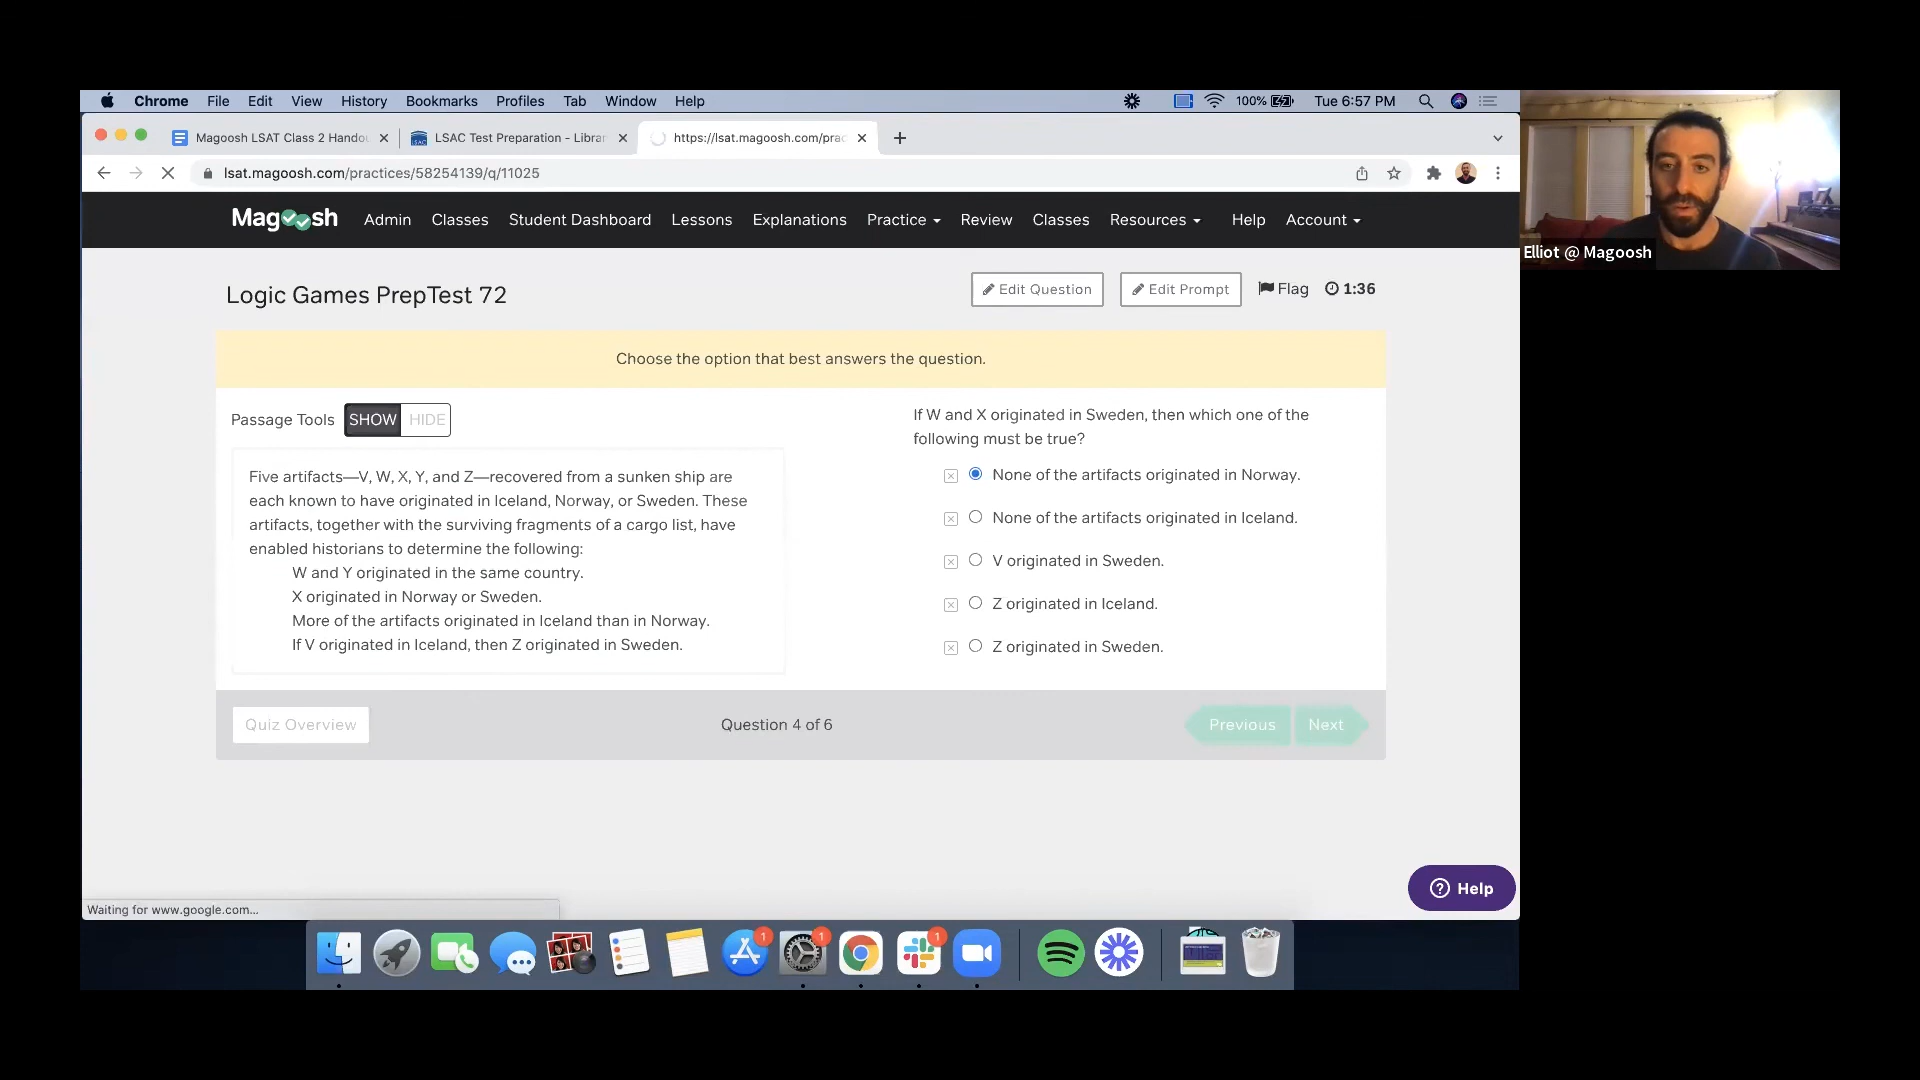 Chrome File Edit View History Bookmarks Profiles Tab Window Help 100% Tue 6:57 PM
Magoosh LSAT Class 2 Handou LSAC Test Preparation - Librar https://lsat.magoosh.com/prac
lsat.magoosh.com/practices/58254139/q/11025
Magoosh Admin Classes Student Dashboard Lessons Explanations Practice Review Classes Resources Help Account
Elliot @ Magoosh
Logic Games PrepTest 72
Edit Question Edit Prompt Flag 1:36
Choose the option that best answers the question.
Passage Tools SHOW HIDE
Five artifacts—V, W, X, Y, and Z—recovered from a sunken ship are
each known to have originated in Iceland, Norway, or Sweden. These
artifacts, together with the surviving fragments of a cargo list, have
enabled historians to determine the following:
W and Y originated in the same country.
X originated in Norway or Sweden.
More of the artifacts originated in Iceland than in Norway.
If V originated in Iceland, then Z originated in Sweden.
If W and X originated in Sweden, then which one of the
following must be true?
None of the artifacts originated in Norway.
None of the artifacts originated in Iceland.
V originated in Sweden.
Z originated in Iceland.
Z originated in Sweden.
Quiz Overview Question 4 of 6 Previous Next
Help
Waiting for www.google.com...
1 1 1